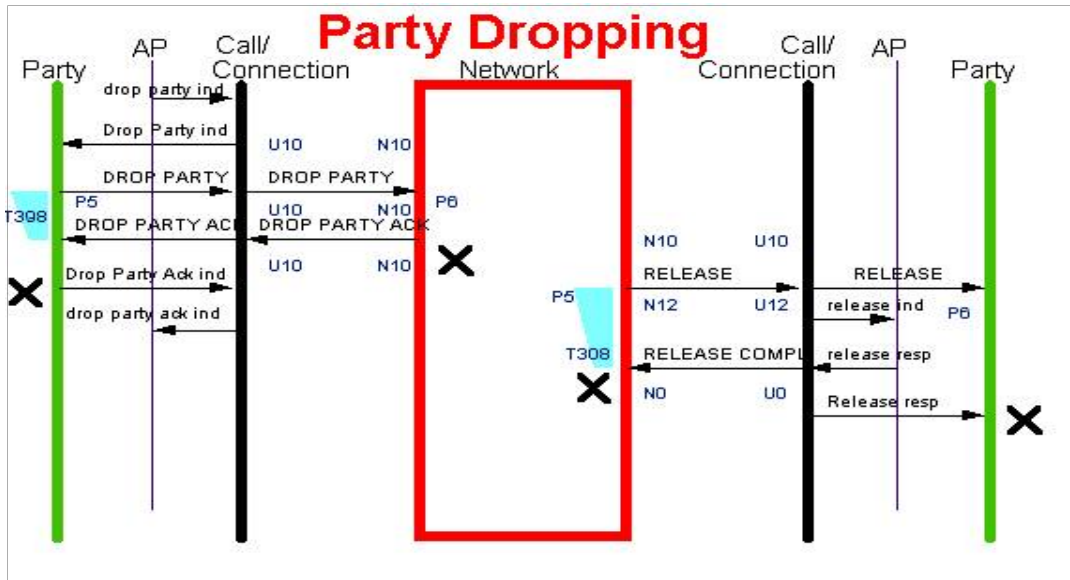 Party Dropping
Party
AP
Call/
Connection
Network
Call/
Connection
AP
Party
drop party ind
Drop Party ind
U10
N10
DROP PARTY
DROP PARTY
T398
P5
P6
U10
N10
DROP PARTY ACK
DROP PARTY ACK
U10
N10
N10
U10
Drop Party Ack ind
RELEASE
RELEASE
P5
N12
U12
release ind
P6
drop party ack ind
T308
RELEASE COMPL
release resp
N0
U0
Release resp